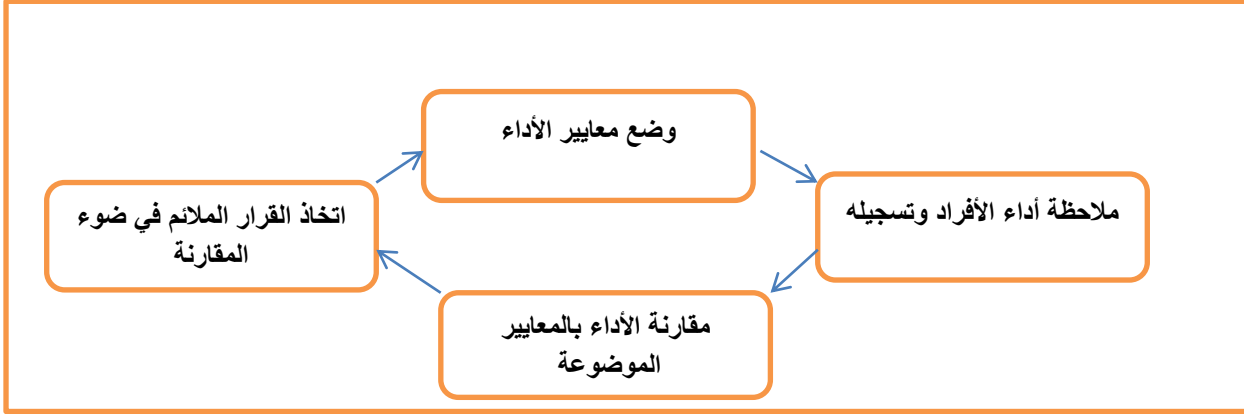 وضع معايير الأداء
ملاحظة أداء الأفراد وتسجيله
مقارنة الأداء بالمعايير
الموضوعة
اتخاذ القرار الملائم في ضوء
المقارنة